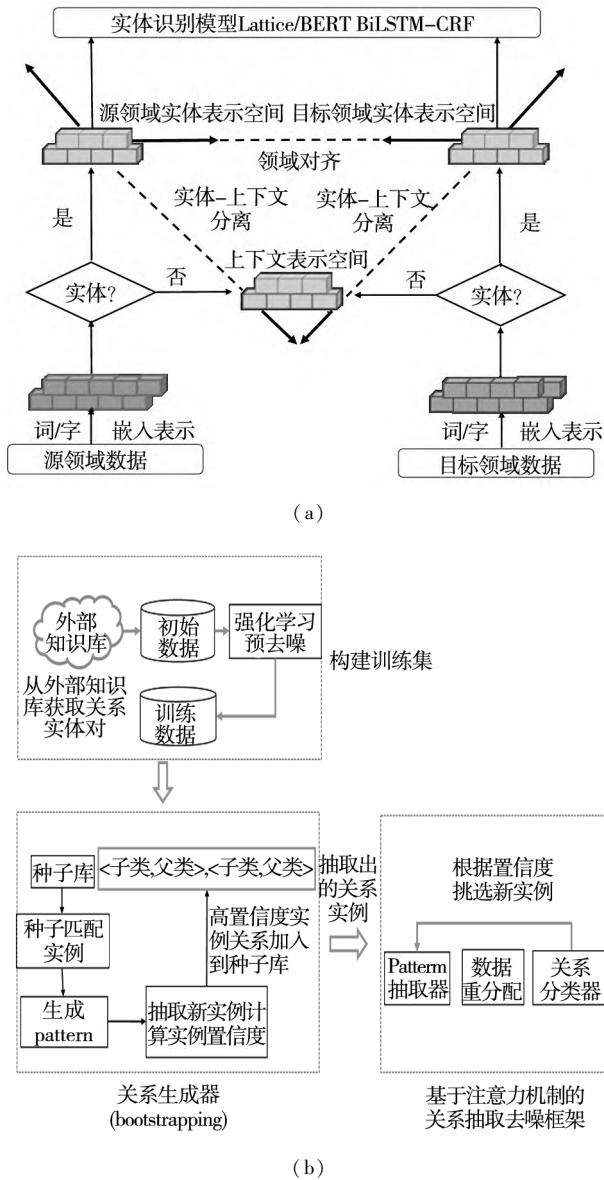 实体识别模型Lattice/BERT BiLSTM-CRF
源领域实体表示空间 目标领域实体表示空间
领域对齐
实体-上下文
分离
实体-上下文
分离
是
是
上下文表示空间
实体?
否
否
实体?
词/字 嵌入表示
词/字 嵌入表示
源领域数据
目标领域数据
(a)
外部
知识库
初始
数据
强化学习
预去噪
构建训练集
从外部知识
库获取关系
实体对
训练
数据
种子库
<子类,父类>,<子类,父类>
种子匹配
实例
高置信度实
例关系加入
到种子库
生成
pattern
抽取新实例计
算实例置信度
抽取出
的关系
实例
根据置信度
挑选新实例
Patterm
抽取器
数据
重分配
关系
分类器
关系生成器
(bootstrapping)
基于注意力机制的
关系抽取去噪框架
(b)